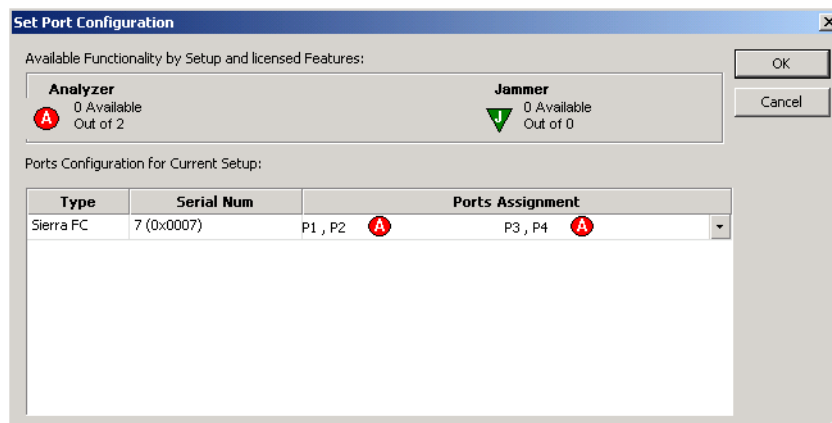 Set Port Configuration
Available Functionality by Setup and licensed Features:
OK
Analyzer
Jammer
A
0 Available
Out of 2
J
0 Available
Out of 0
Cancel
Ports Configuration for Current Setup:
Type Serial Num Ports Assignment
Sierra FC 7 (0x0007) P1 , P2 A P3 , P4 A